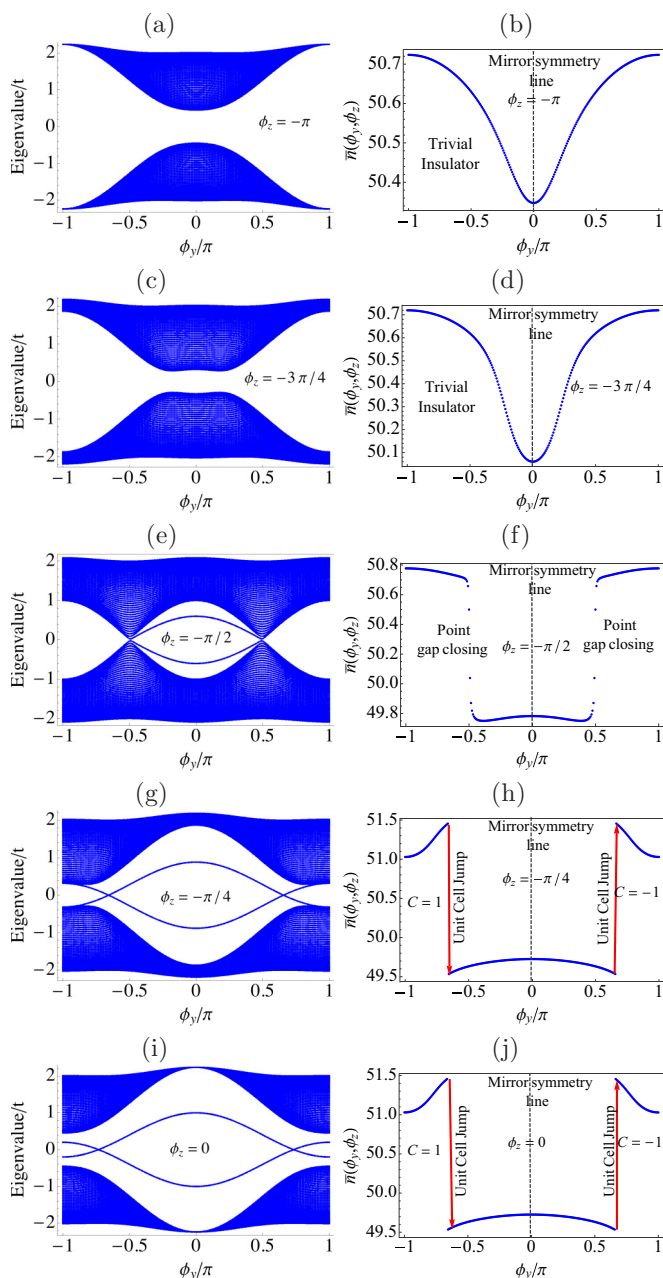 (a)
Eigenvalue/t
2
1
0
−1
−2
ϕz = −π
−1 −0.5 0 0.5 1
ϕy/π
(b)
n̅(ϕy,ϕz)
50.7
50.6
50.5
50.4
Mirror symmetry
line
ϕz = −π
Trivial
Insulator
−1 −0.5 0 0.5 1
ϕy/π
(c)
Eigenvalue/t
2
1
0
−1
−2
ϕz = −3 π/4
−1 −0.5 0 0.5 1
ϕy/π
(d)
n̅(ϕy,ϕz)
50.7
50.6
50.5
50.4
50.3
50.2
50.1
Mirror symmetry
line
Trivial
Insulator
ϕz = −3 π/4
−1 −0.5 0 0.5 1
ϕy/π
(e)
Eigenvalue/t
2
1
0
−1
−2
ϕz = −π/2
−1 −0.5 0 0.5 1
ϕy/π
(f)
n̅(ϕy,ϕz)
50.8
50.6
50.4
50.2
50.0
49.8
Mirror symmetry
line
Point
gap closing
ϕz = −π/2
Point
gap closing
−1 −0.5 0 0.5 1
ϕy/π
(g)
Eigenvalue/t
2
1
0
−1
−2
ϕz = −π/4
−1 −0.5 0 0.5 1
ϕy/π
(h)
n̅(ϕy,ϕz)
51.5
51.0
50.5
50.0
49.5
Mirror symmetry
line
C = 1
Unit Cell Jump
ϕz = −π/4
Unit Cell Jump
C = −1
−1 −0.5 0 0.5 1
ϕy/π
(i)
Eigenvalue/t
2
1
0
−1
−2
ϕz = 0
−1 −0.5 0 0.5 1
ϕy/π
(j)
n̅(ϕy,ϕz)
51.5
51.0
50.5
50.0
49.5
Mirror symmetry
line
C = 1
Unit Cell Jump
ϕz = 0
Unit Cell Jump
C = −1
−1 −0.5 0 0.5 1
ϕy/π